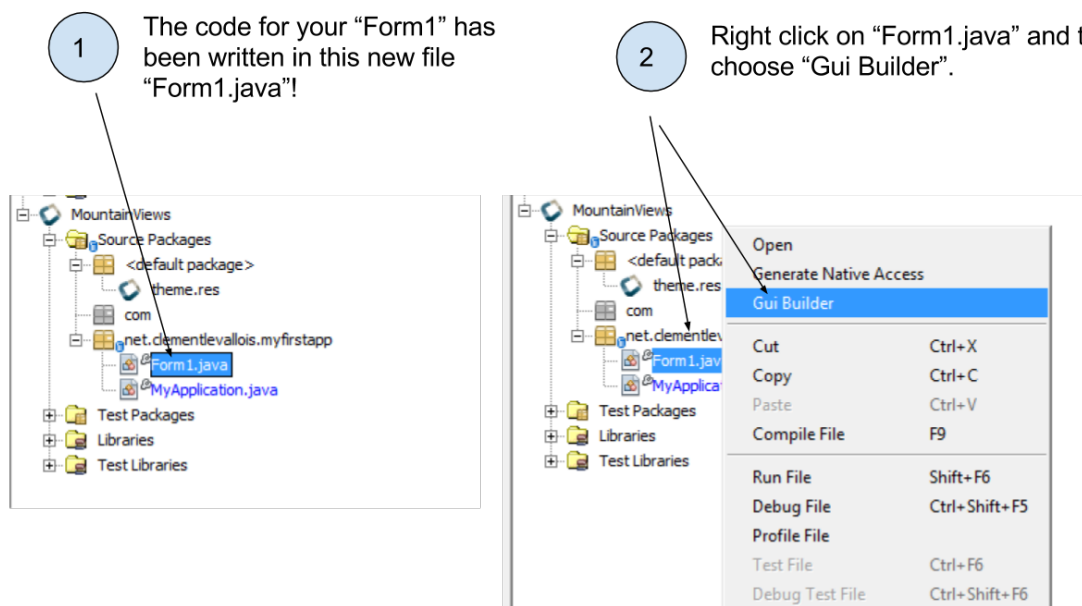 1
The code for your “Form1” has
been written in this new file
“Form1.java”!
2
Right click on “Form1.java” and t
choose “Gui Builder”.
MountainViews
Source Packages
<default package>
theme.res
com
net.clementlevallois.myfirstapp
Form1.java
MyApplication.java
Test Packages
Libraries
Test Libraries
MountainViews
Source Packages
<default packa
theme.res
com
net.clementlev
Form1.jav
MyApplicat
Test Packages
Libraries
Test Libraries
Open
Generate Native Access
Gui Builder
Cut Ctrl+X
Copy Ctrl+C
Paste Ctrl+V
Compile File F9
Run File Shift+F6
Debug File Ctrl+Shift+F5
Profile File
Test File Ctrl+F6
Debug Test File Ctrl+Shift+F6